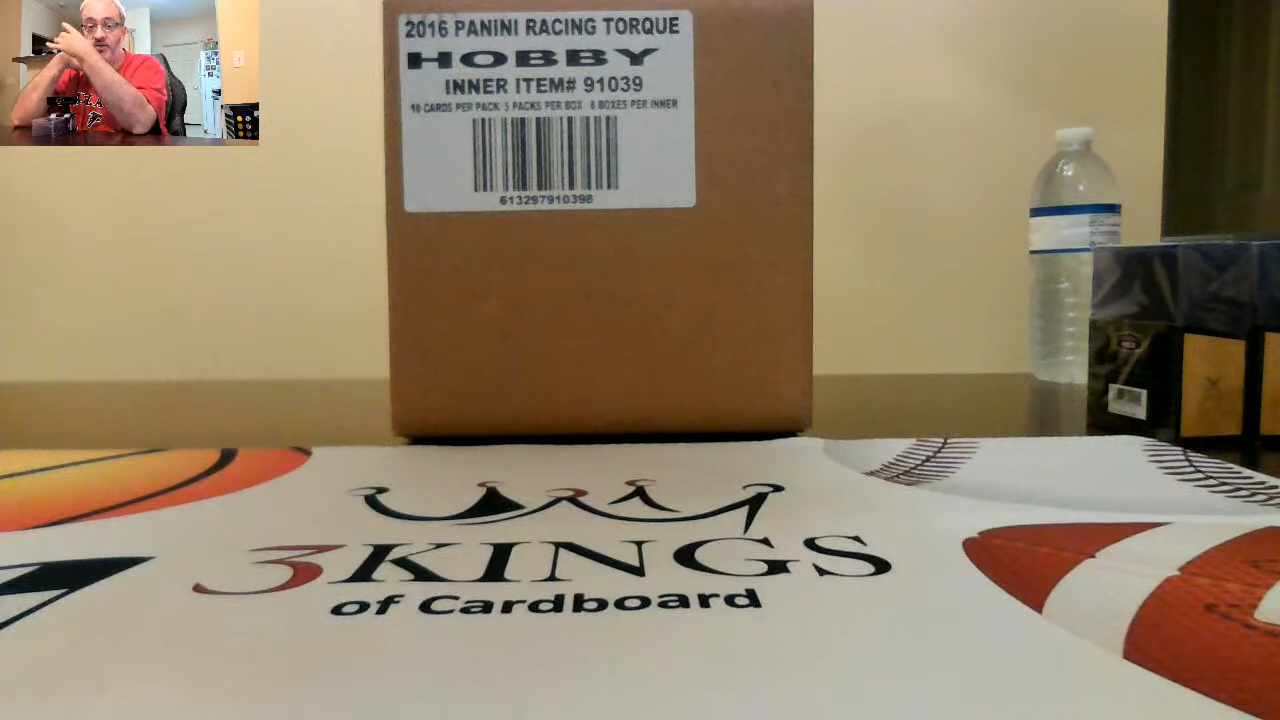 2016 PANINI RACING TORQUE
HOBBY
INNER ITEM# 91039
10 CARDS PER PACK 5 PACKS PER BOX 8 BOXES PER INNER
613297910398
3KINGS
of Cardboard